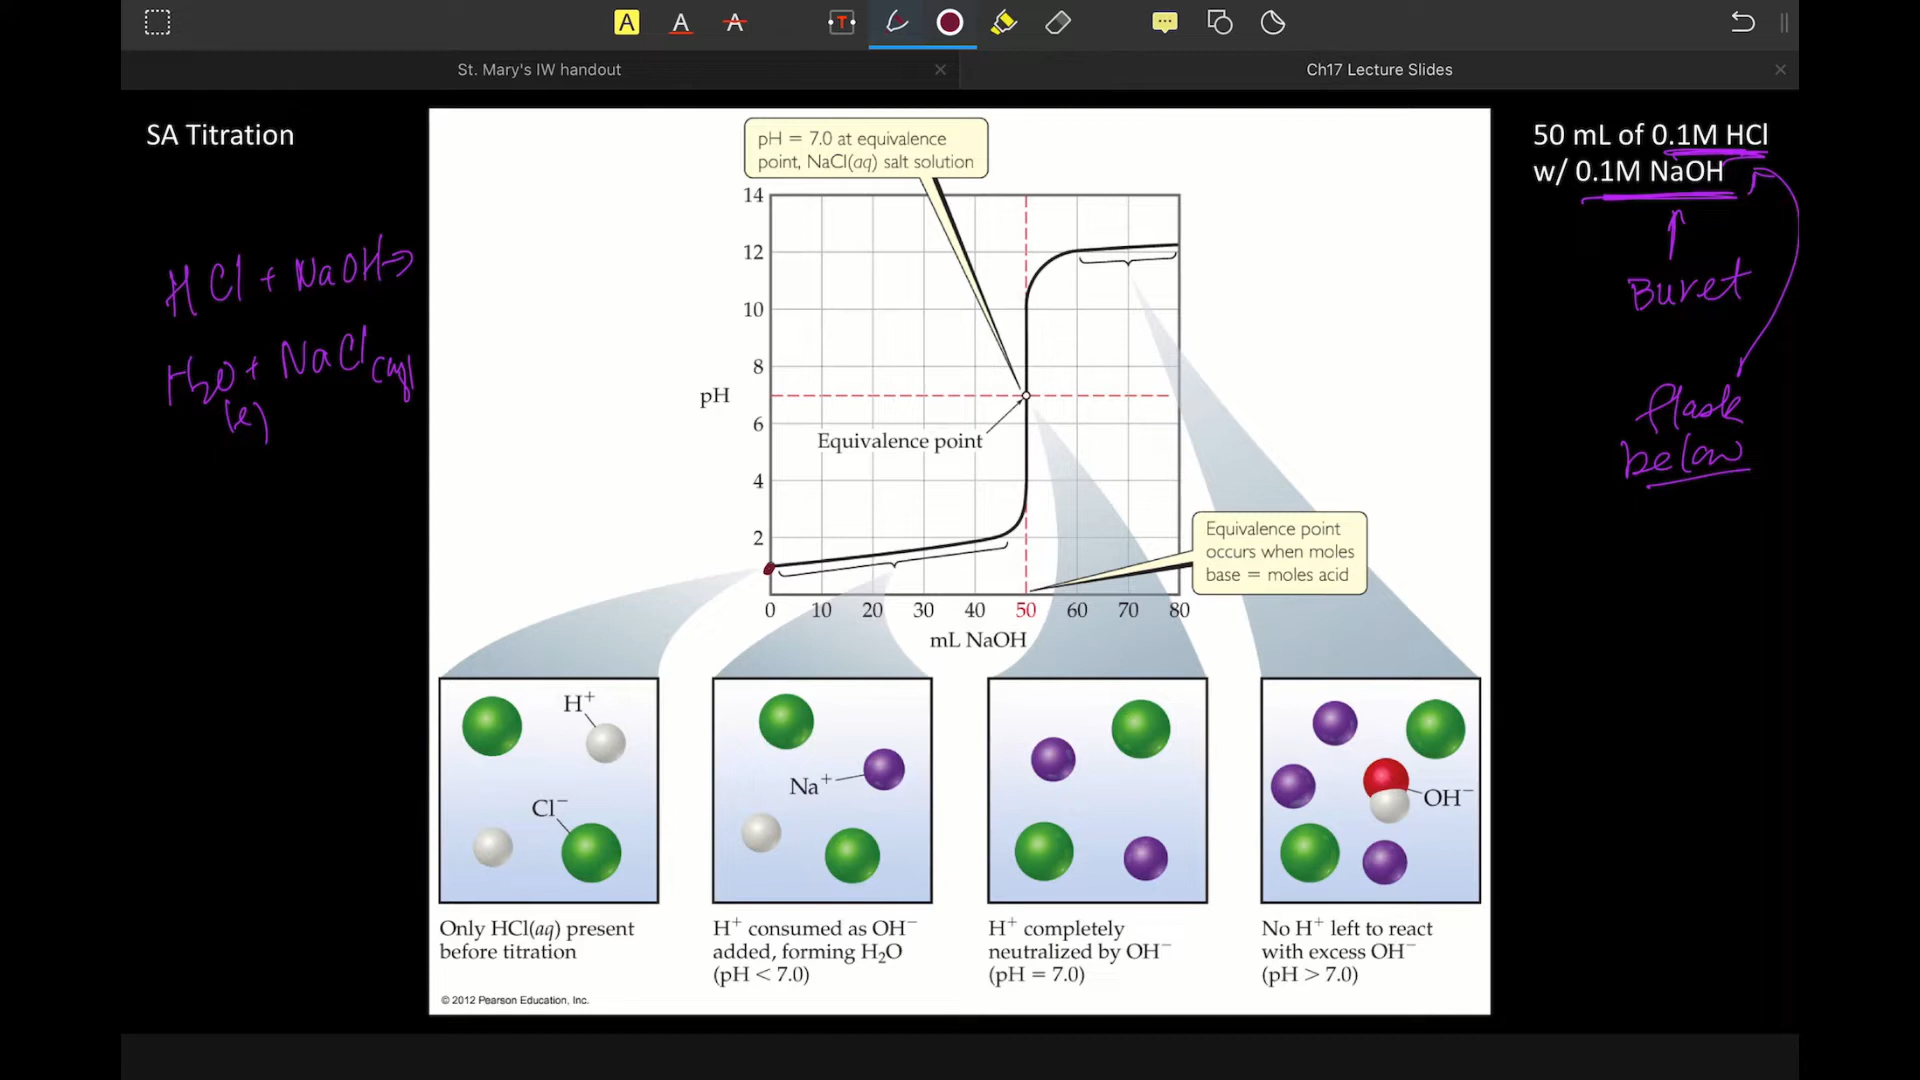 St. Mary's IW handout
Ch17 Lecture Slides
SA Titration
50 mL of 0.1M HCl
w/ 0.1M NaOH
Buret
flask
below
HCl + NaOH →
H₂O + NaCl (aq)
(l)
pH = 7.0 at equivalence
point, NaCl(aq) salt solution
14
12
10
8
6
4
2
pH
Equivalence point
Equivalence point
occurs when moles
base = moles acid
0 10 20 30 40 50 60 70 80
mL NaOH
H⁺
Cl⁻
Na⁺
OH⁻
Only HCl(aq) present
before titration
H⁺ consumed as OH⁻
added, forming H₂O
(pH < 7.0)
H⁺ completely
neutralized by OH⁻
(pH = 7.0)
No H⁺ left to react
with excess OH⁻
(pH > 7.0)
© 2012 Pearson Education, Inc.
A A A T